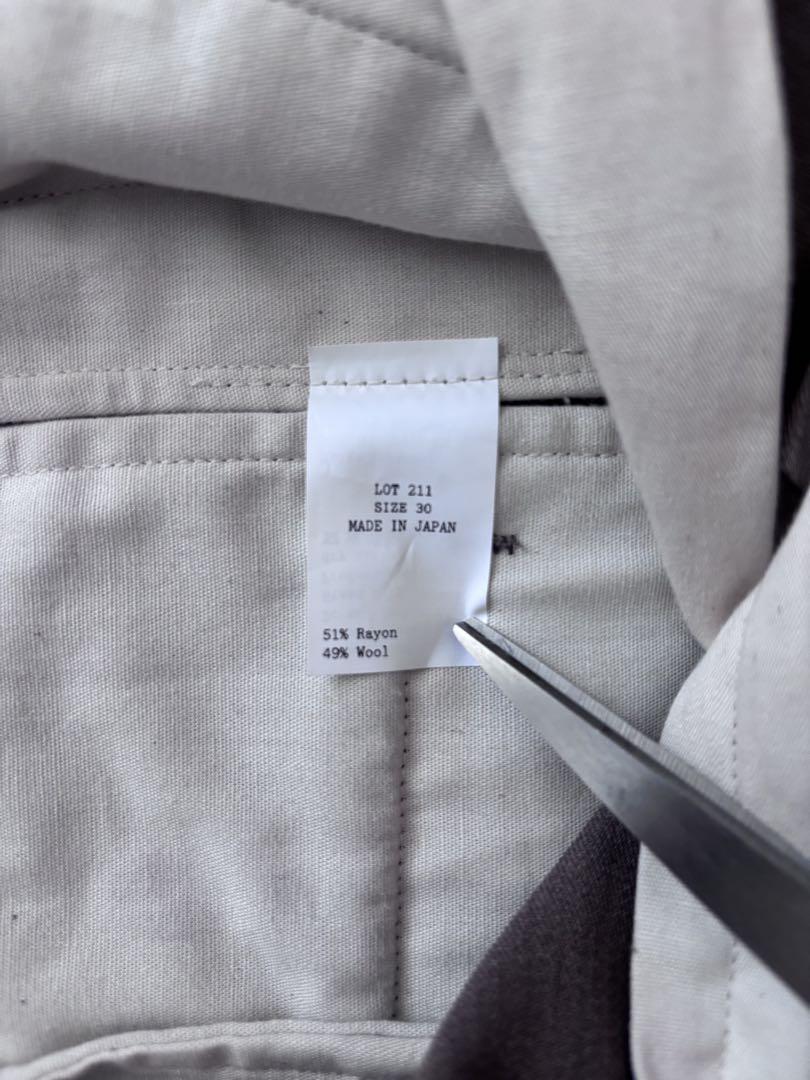 LOT 211
SIZE 30
MADE IN JAPAN
51% Rayon
49% Wool